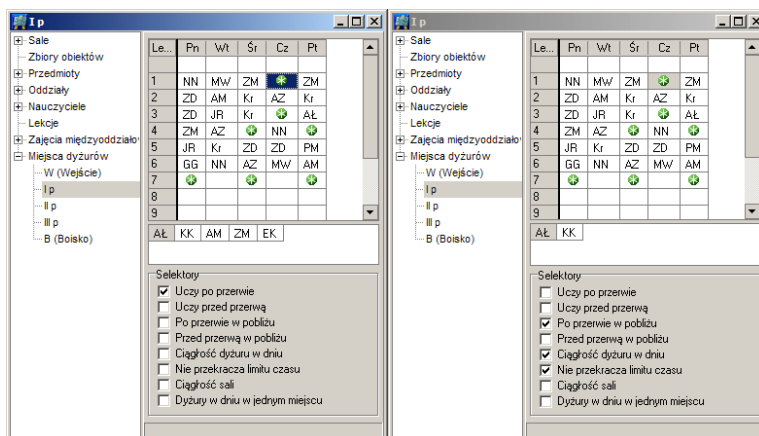 I p
Sale
Zbiory obiektów
Przedmioty
Oddziały
Nauczyciele
Lekcje
Zajęcia międzyoddziało
Miejsca dyżurów
W (Wejście)
I p
II p
III p
B (Boisko)
Le... Pn Wt Śr Cz Pt
1 NN MW ZM ZM
2 ZD AM Kr AZ Kr
3 ZD JR Kr AŁ
4 ZM AZ NN
5 JR Kr ZD ZD PM
6 GG NN AZ MW AM
7
8
9
AŁ KK AM ZM EK
Selektory
Uczy po przerwie
Uczy przed przerwą
Po przerwie w pobliżu
Przed przerwą w pobliżu
Ciągłość dyżuru w dniu
Nie przekracza limitu czasu
Ciągłość sali
Dyżury w dniu w jednym miejscu
I p
Sale
Zbiory obiektów
Przedmioty
Oddziały
Nauczyciele
Lekcje
Zajęcia międzyoddziało
Miejsca dyżurów
W (Wejście)
I p
II p
III p
B (Boisko)
Le... Pn Wt Śr Cz Pt
1 NN MW ZM ZM
2 ZD AM Kr AZ Kr
3 ZD JR Kr AŁ
4 ZM AZ NN
5 JR Kr ZD ZD PM
6 GG NN AZ MW AM
7
8
9
AŁ KK
Selektory
Uczy po przerwie
Uczy przed przerwą
Po przerwie w pobliżu
Przed przerwą w pobliżu
Ciągłość dyżuru w dniu
Nie przekracza limitu czasu
Ciągłość sali
Dyżury w dniu w jednym miejscu